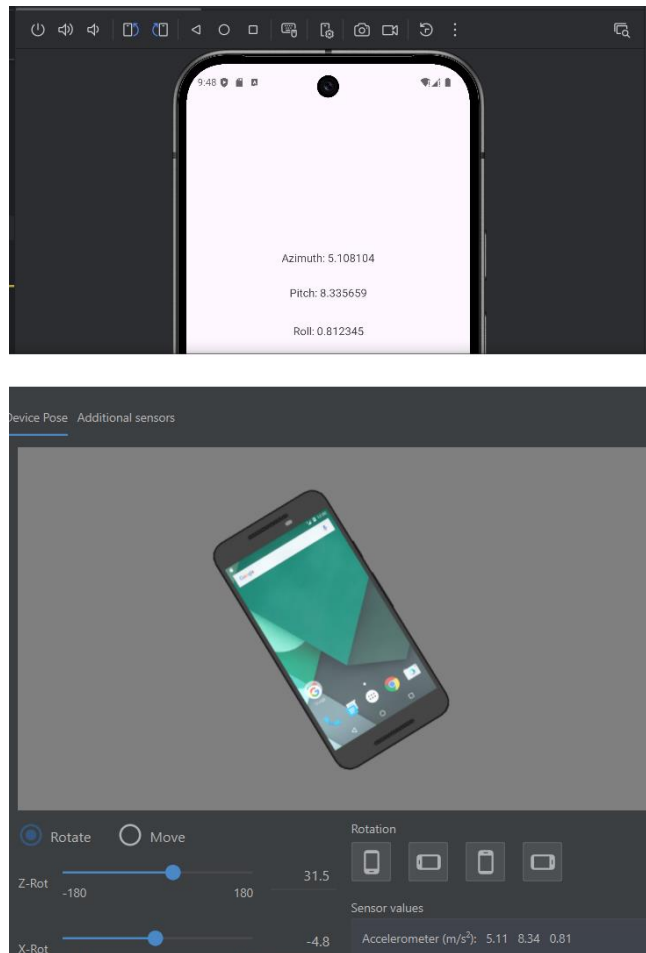 9:48
Azimuth: 5.108104
Pitch: 8.335659
Roll: 0.812345
Device Pose Additional sensors
Google
Rotate Move
Rotation
Z-Rot -180 180 31.5
Sensor values
X-Rot -4.8
Accelerometer (m/s²): 5.11 8.34 0.81